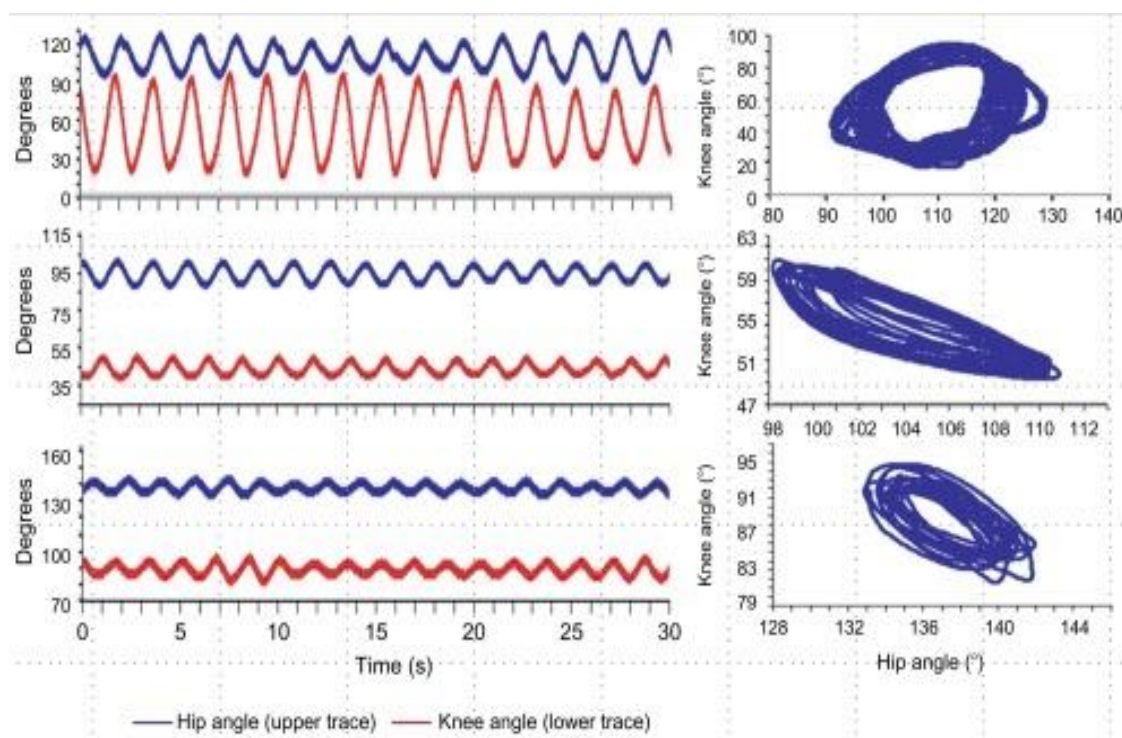 Degrees
120
90
60
30
0
Knee angle (°)
100
80
60
40
20
0
80 90 100 110 120 130 140
Degrees
115
95
75
55
35
Knee angle (°)
63
59
55
51
47
98 100 102 104 106 108 110 112
Degrees
160
130
100
70
0 5 10 15 20 25 30
Time (s)
Knee angle (°)
95
91
87
83
79
128 132 136 140 144
Hip angle (°)
Hip angle (upper trace) Knee angle (lower trace)